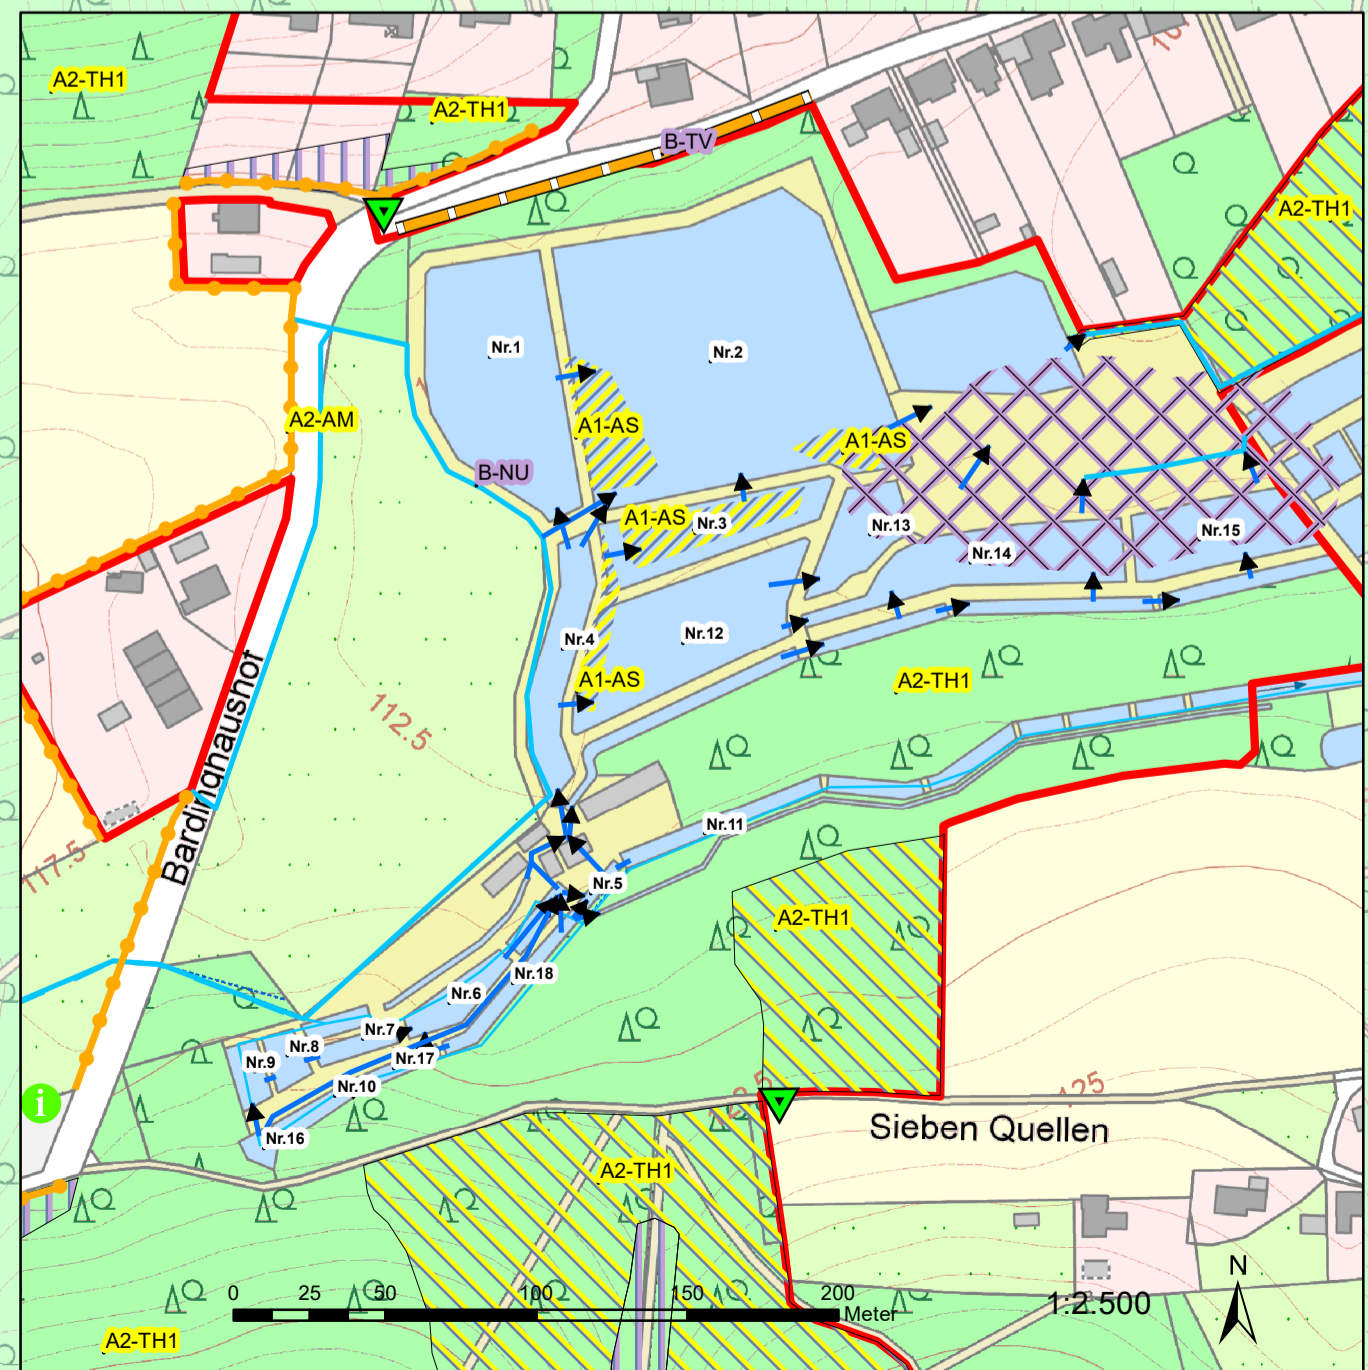 A2-TH1
A2-TH1
B-TV
A2-TH1
Nr.1
Nr.2
A2-AM
A1-AS
A1-AS
B-NU
A1-AS
Nr.3
Nr.13
Nr.14
Nr.15
Nr.4
Nr.12
A1-AS
A2-TH1
Bardinghaushof
112.5
Nr.11
117.5
Nr.5
A2-TH1
Nr.18
Nr.6
Nr.7
Nr.8
Nr.9
Nr.17
Nr.10
Nr.16
i
125
Sieben Quellen
A2-TH1
N
0 25 50 100 150 200
Meter
1:2.500
A2-TH1